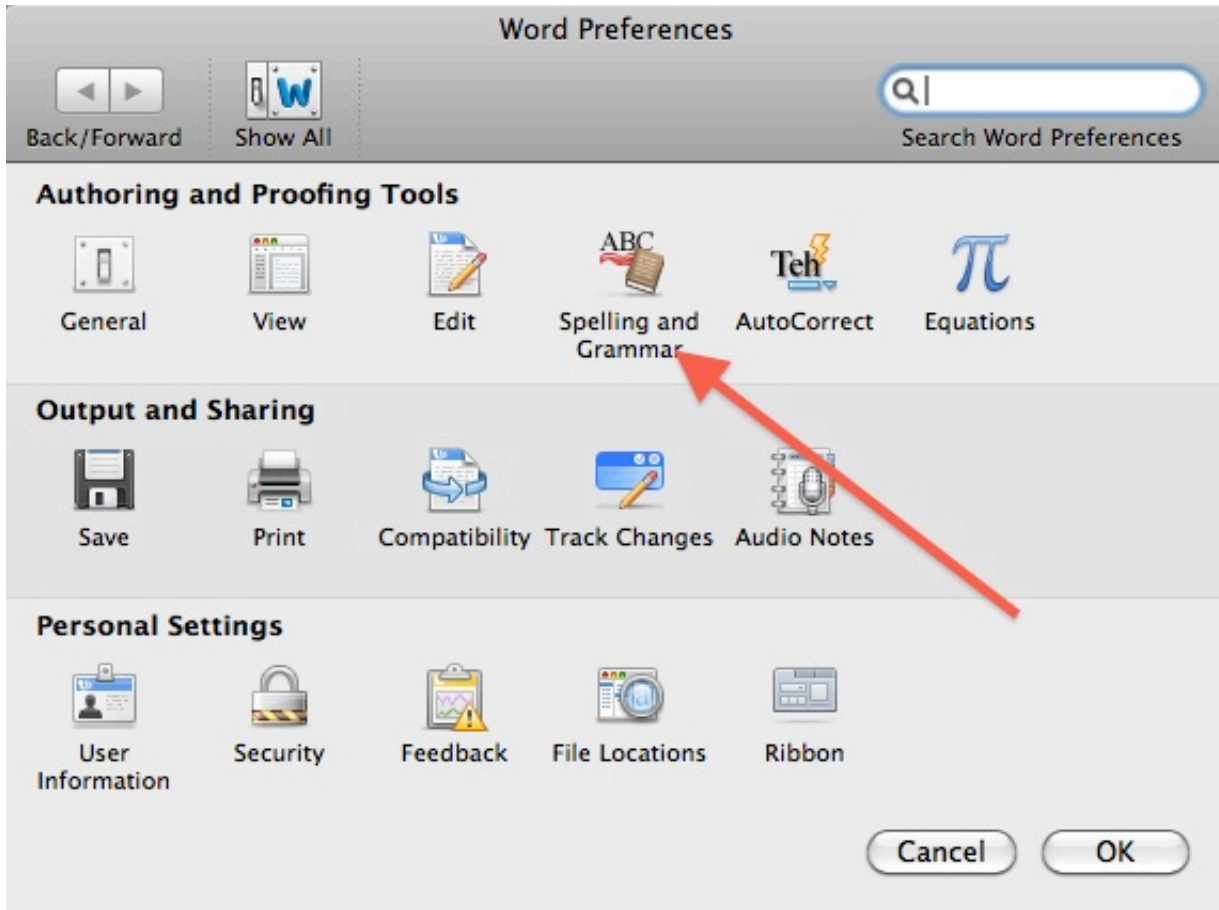 Word Preferences
Back/Forward
Show All
Search Word Preferences
Authoring and Proofing Tools
ABC
Teh
General
View
Edit
Spelling and
Grammar
AutoCorrect
Equations
Output and Sharing
Save
Print
Compatibility
Track Changes
Audio Notes
Personal Settings
User
Information
Security
Feedback
File Locations
Ribbon
Cancel
OK